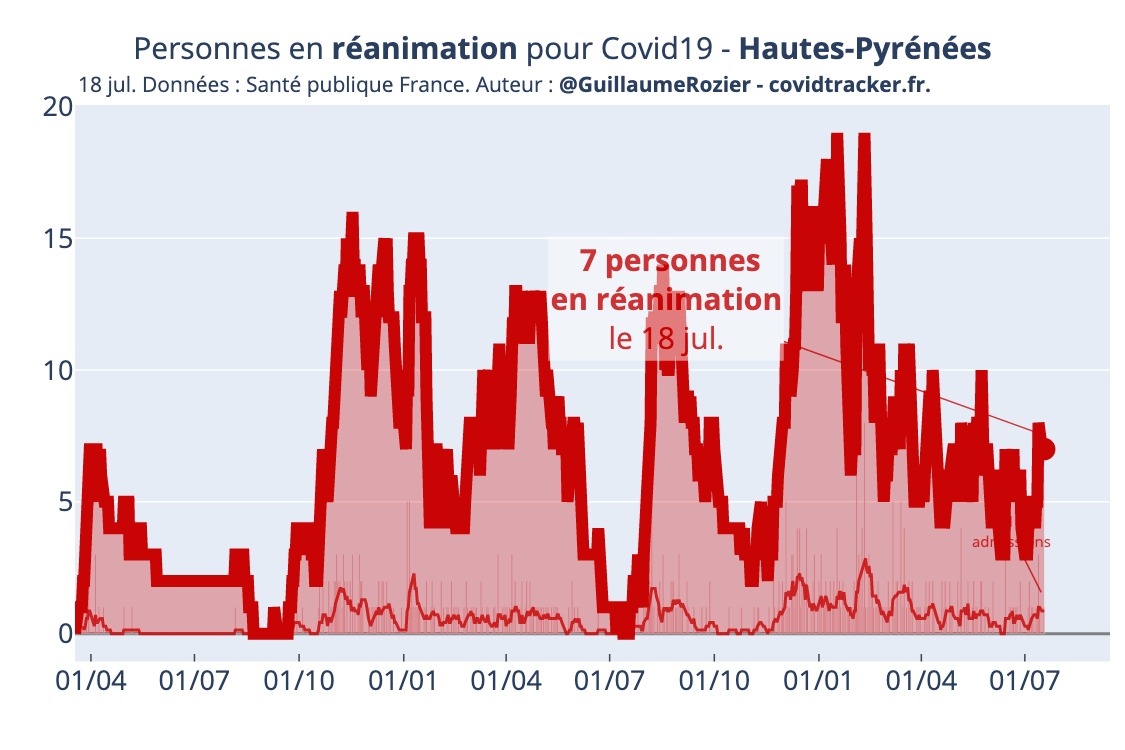 Personnes en réanimation pour Covid19 - Hautes-Pyrénées
18 jul. Données : Santé publique France. Auteur : @GuillaumeRozier - covidtracker.fr.
20
15
10
5
0
7 personnes
en réanimation
le 18 jul.
admissions
01/04 01/07 01/10 01/01 01/04 01/07 01/10 01/01 01/04 01/07